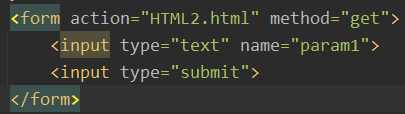 <form action="HTML2.html" method="get">
<input type="text" name="param1">
<input type="submit">
</form>